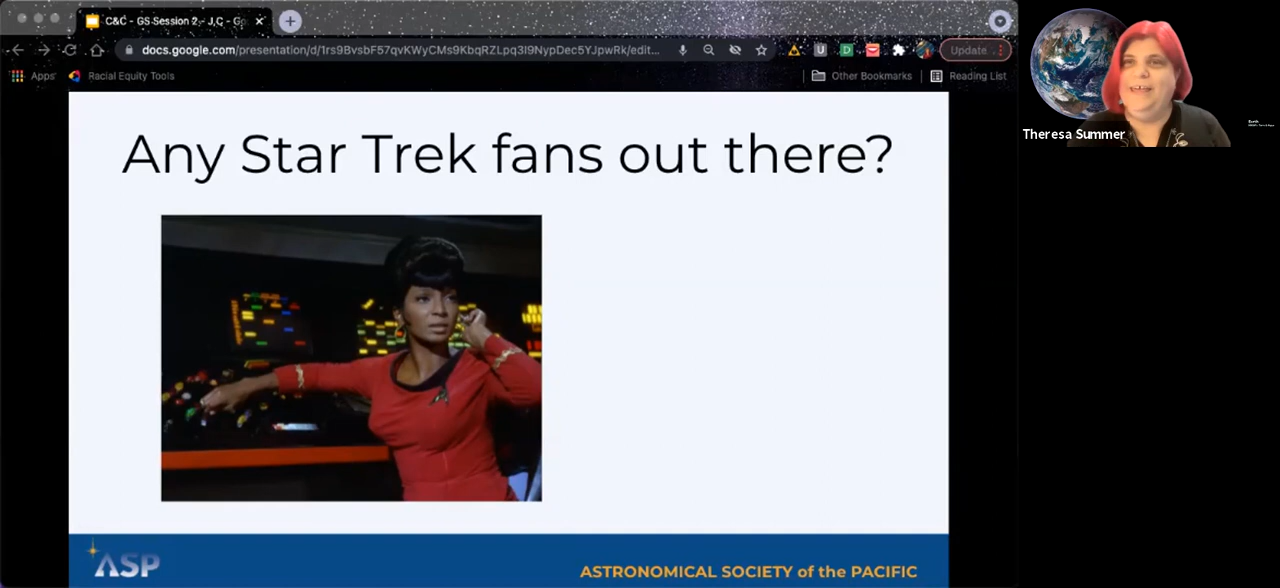 C&C - GS Session 2 - J,C - Go
docs.google.com/presentation/d/1rs9BvsbF57qvKWyCMs9KbqRZLpq3I9NypDec5YJpwRk/edit...
Update
Apps
Racial Equity Tools
Other Bookmarks
Reading List
Theresa Summer
Any Star Trek fans out there?
ASP
ASTRONOMICAL SOCIETY of the PACIFIC